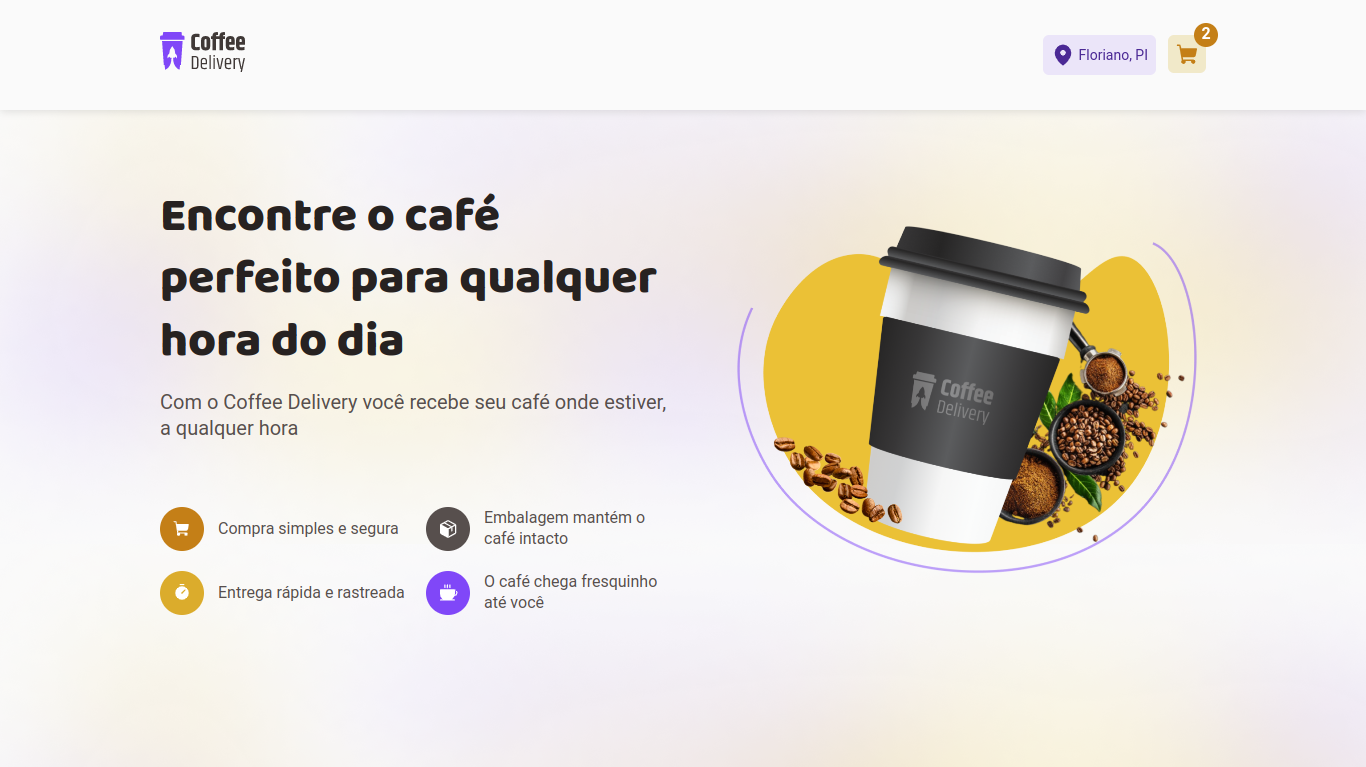 Coffee
Delivery
Floriano, PI
2
Encontre o café
perfeito para qualquer
hora do dia
Com o Coffee Delivery você recebe seu café onde estiver,
a qualquer hora
Compra simples e segura
Embalagem mantém o
café intacto
Entrega rápida e rastreada
O café chega fresquinho
até você
Coffee
Delivery